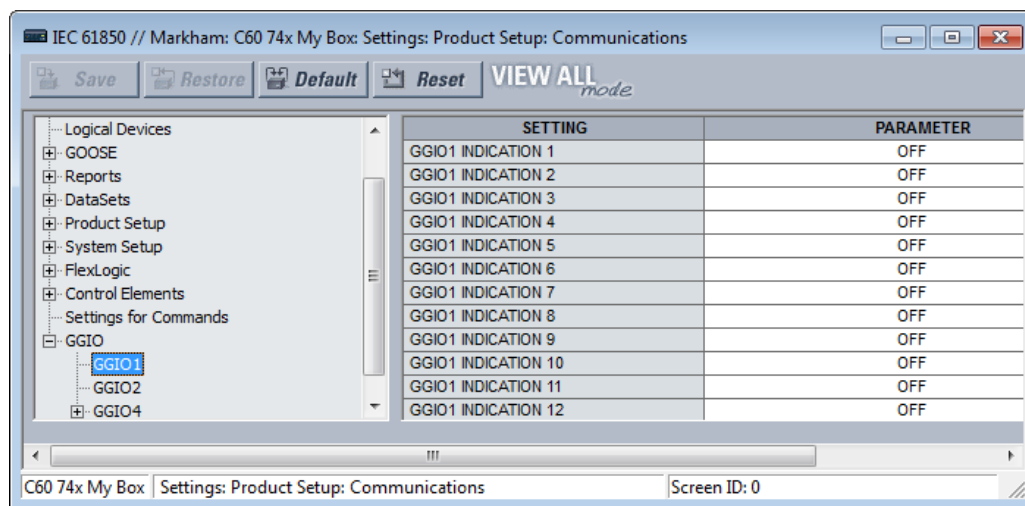 IEC 61850 // Markham: C60 74x My Box: Settings: Product Setup: Communications
Save Restore Default Reset VIEW ALL mode
Logical Devices
GOOSE
Reports
DataSets
Product Setup
System Setup
FlexLogic
Control Elements
Settings for Commands
GGIO
GGIO1
GGIO2
GGIO4
SETTING PARAMETER
GGIO1 INDICATION 1 OFF
GGIO1 INDICATION 2 OFF
GGIO1 INDICATION 3 OFF
GGIO1 INDICATION 4 OFF
GGIO1 INDICATION 5 OFF
GGIO1 INDICATION 6 OFF
GGIO1 INDICATION 7 OFF
GGIO1 INDICATION 8 OFF
GGIO1 INDICATION 9 OFF
GGIO1 INDICATION 10 OFF
GGIO1 INDICATION 11 OFF
GGIO1 INDICATION 12 OFF
C60 74x My Box Settings: Product Setup: Communications Screen ID: 0